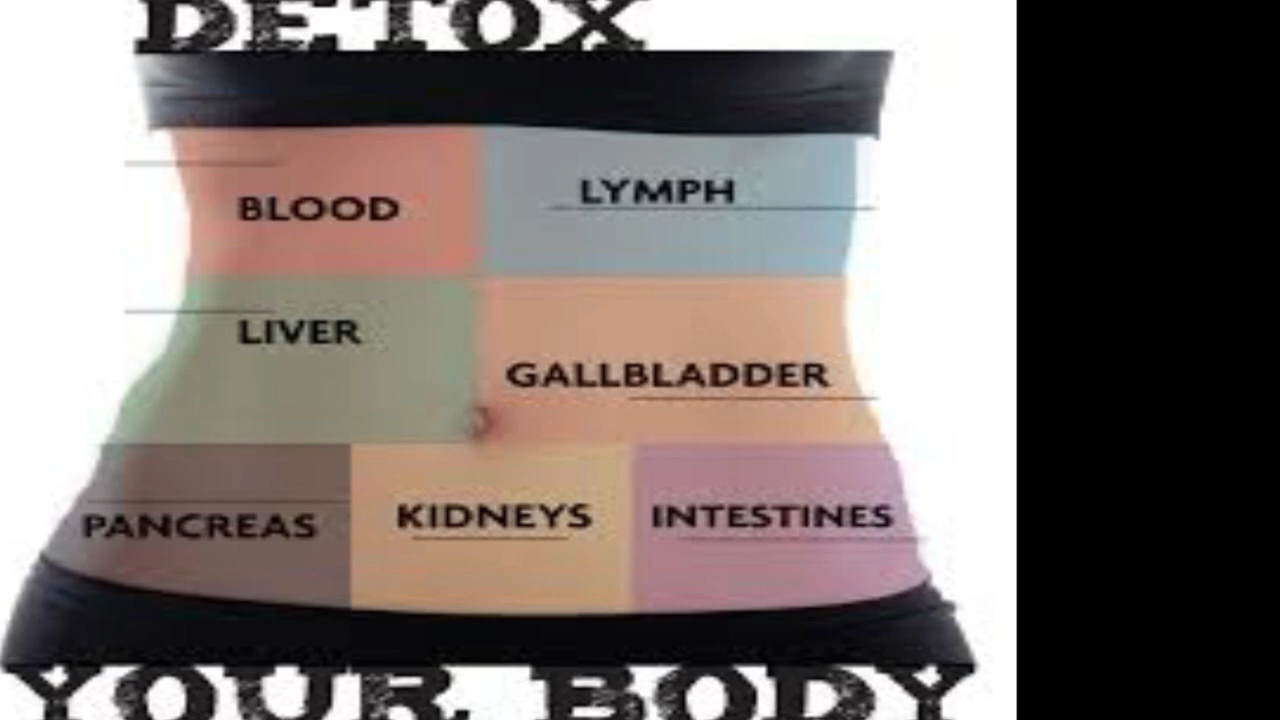 DETOX
BLOOD
LYMPH
LIVER
GALLBLADDER
PANCREAS
KIDNEYS
INTESTINES
YOUR BODY